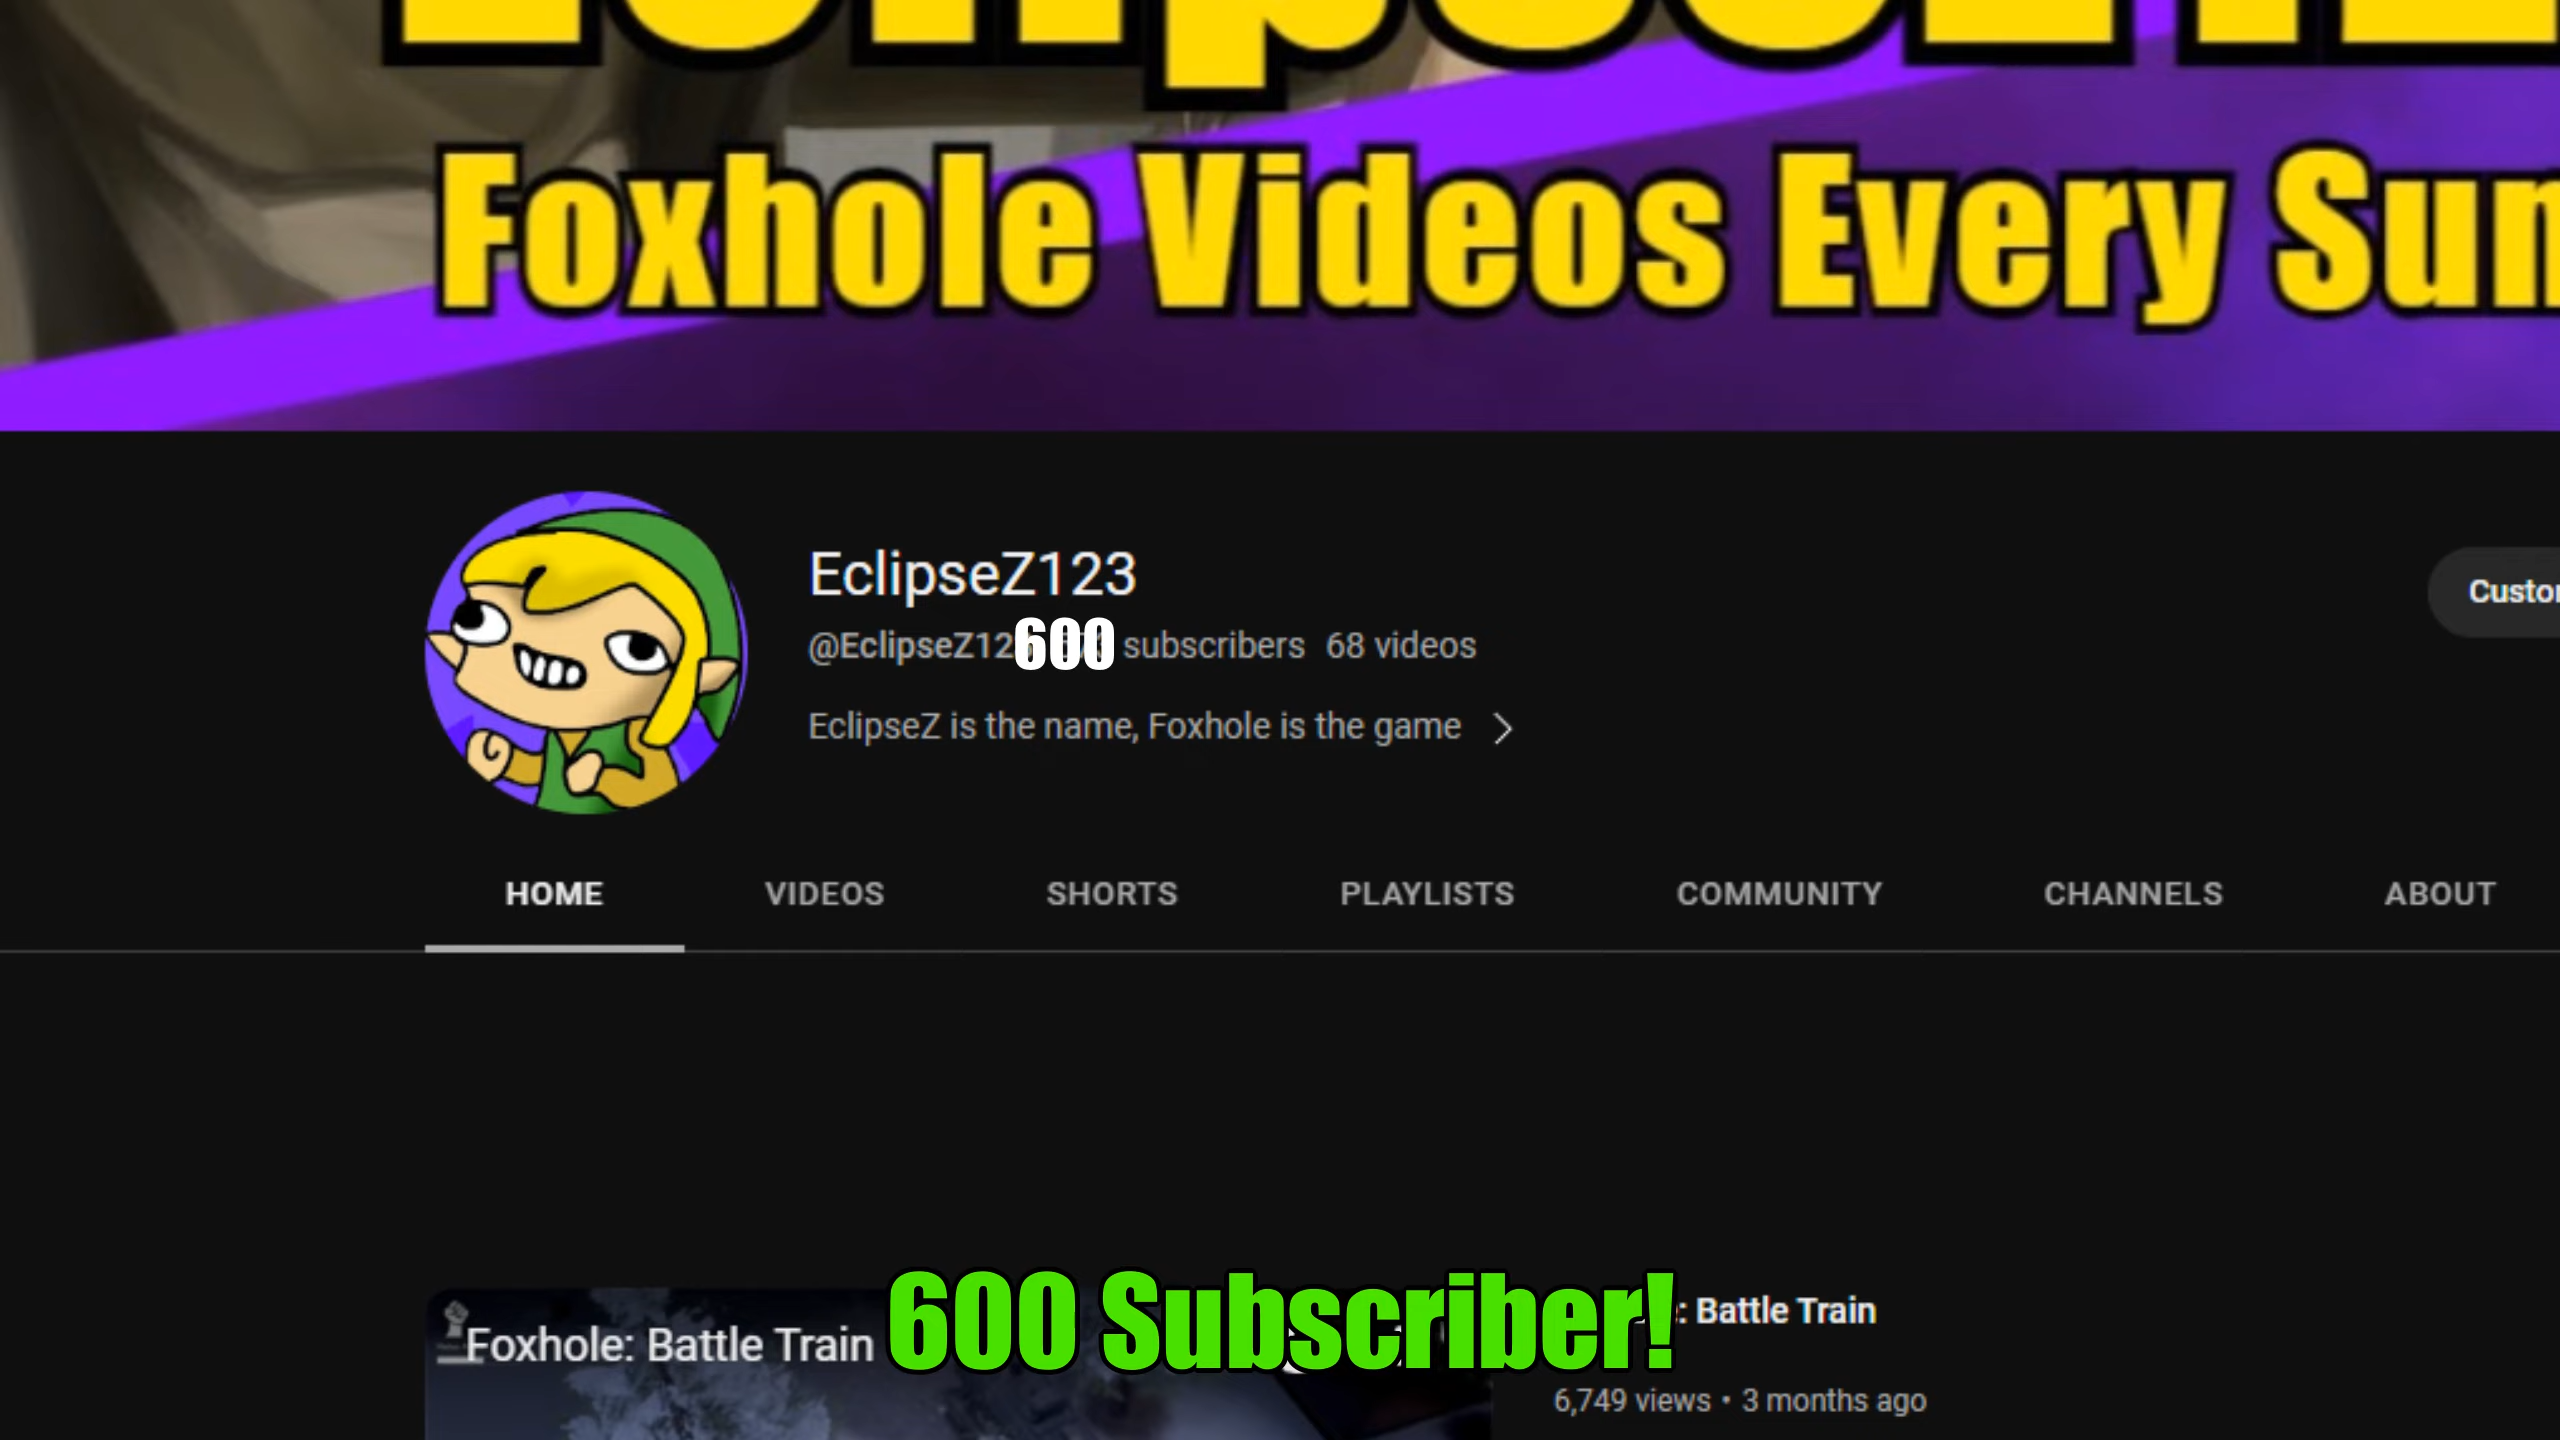 Foxhole Videos Every Sun
EclipseZ123
@EclipseZ12 600 subscribers 68 videos
EclipseZ is the name, Foxhole is the game
HOME VIDEOS SHORTS PLAYLISTS COMMUNITY CHANNELS ABOUT
600 Subscriber!
Foxhole: Battle Train
: Battle Train
6,749 views • 3 months ago